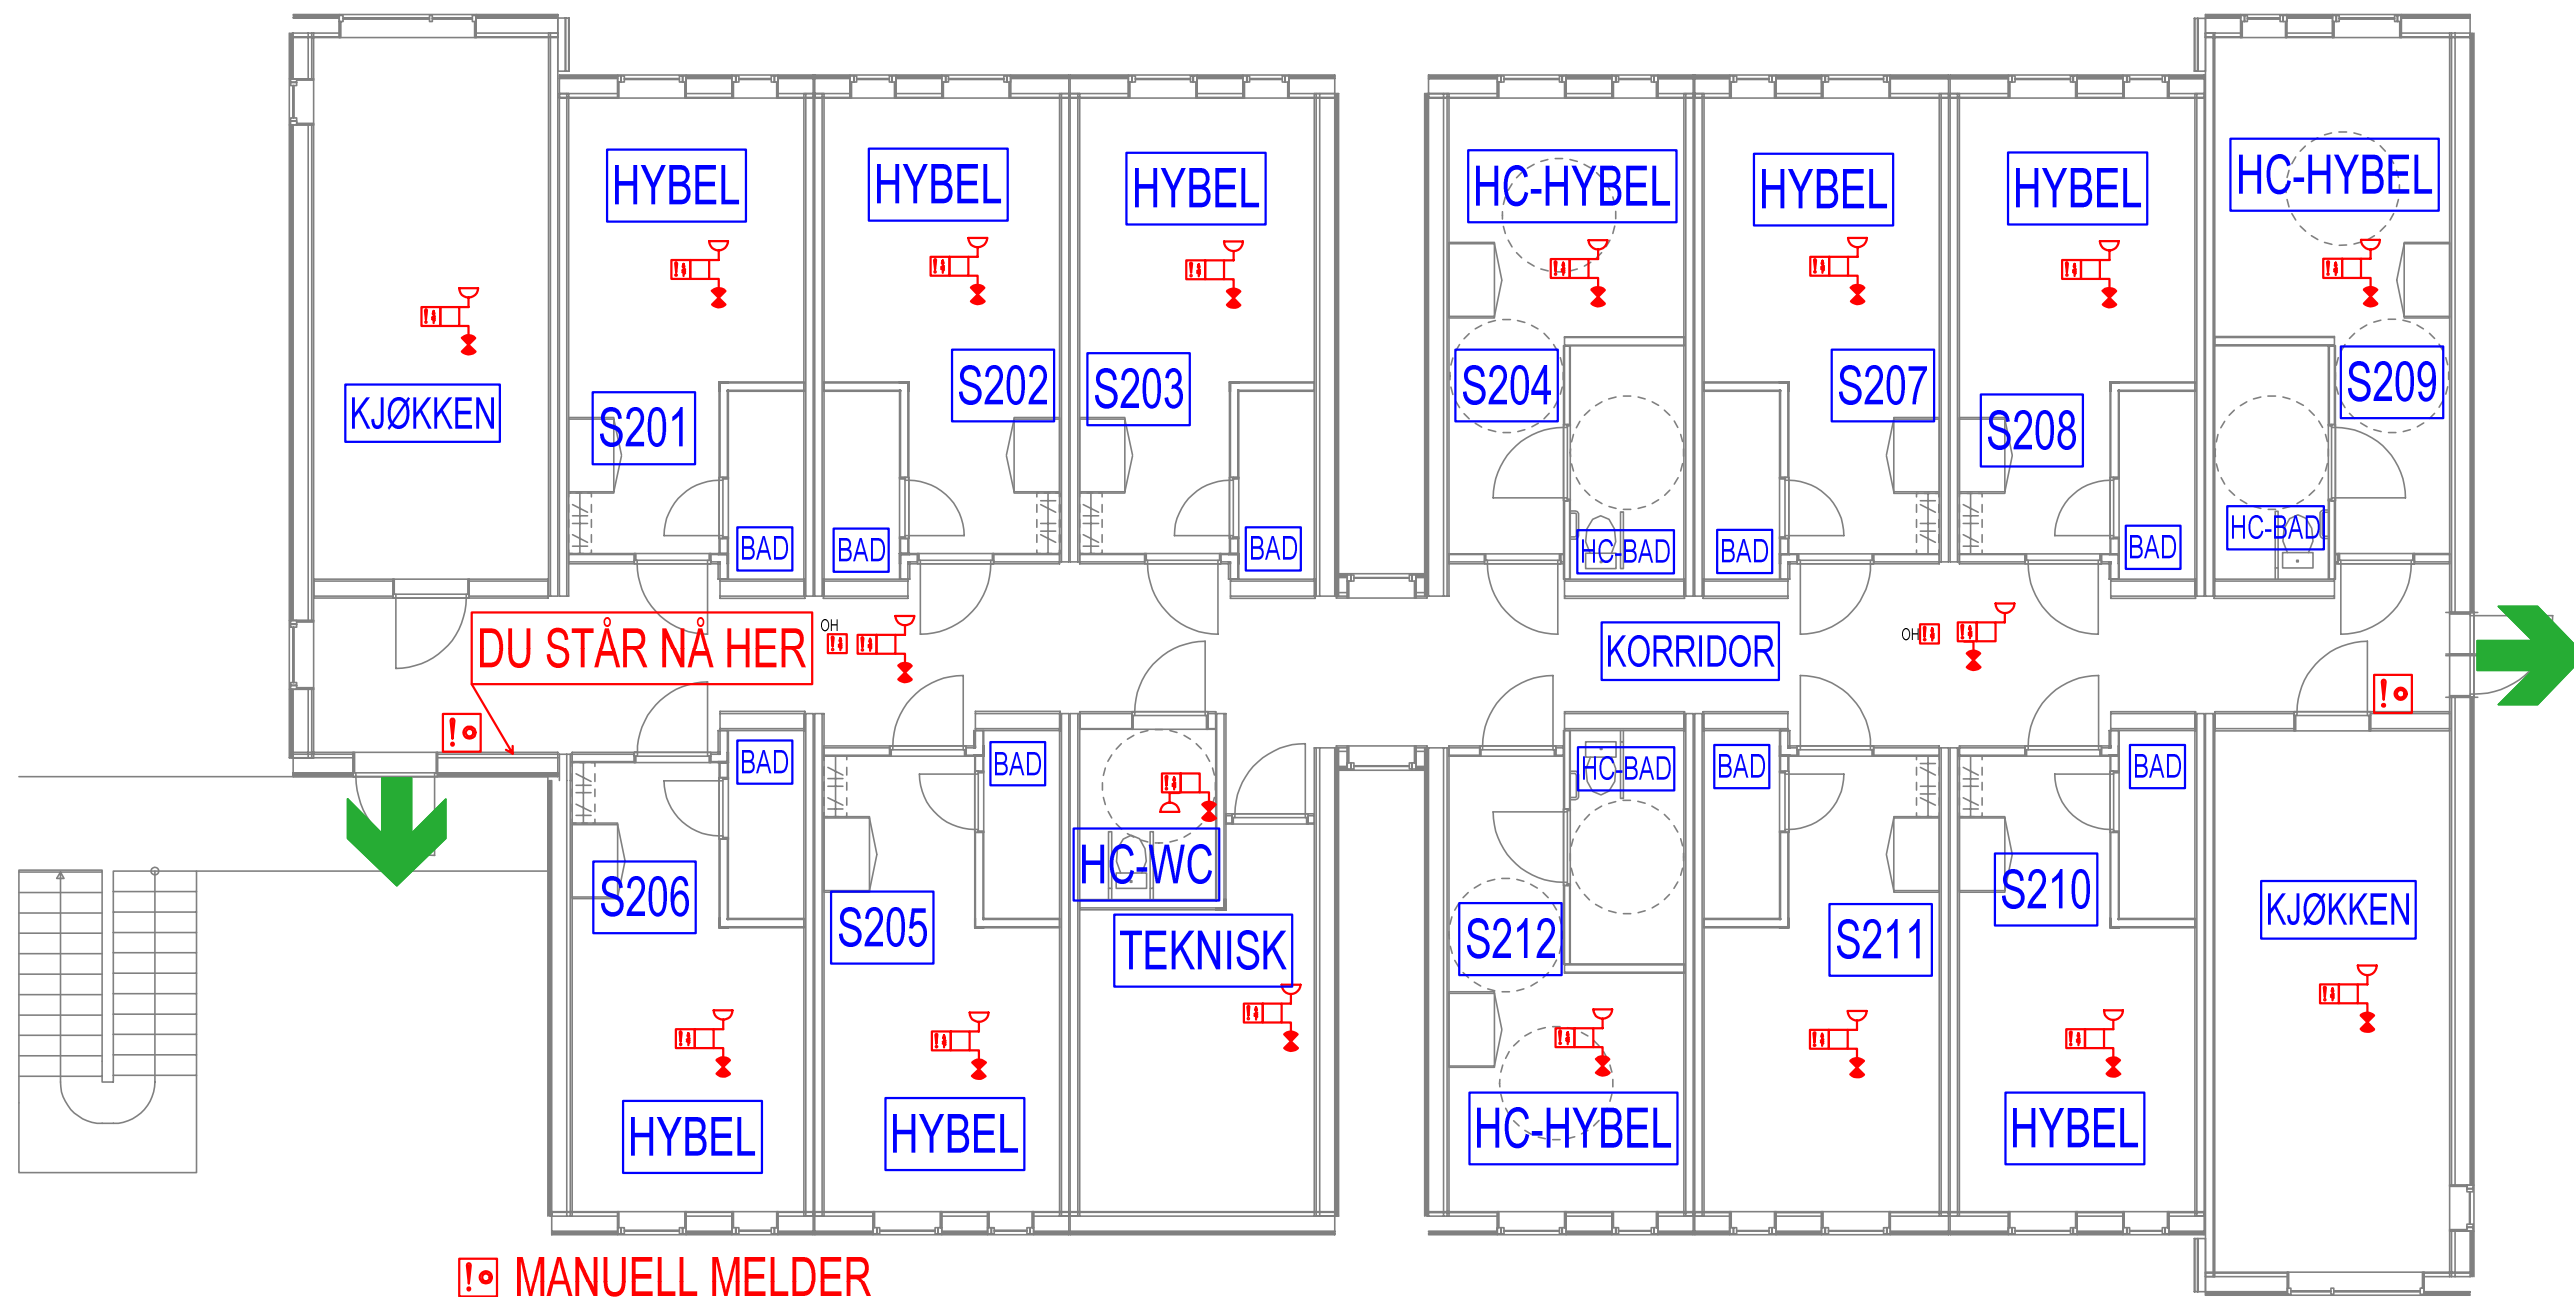 HYBEL
HYBEL
HYBEL
HC-HYBEL
HYBEL
HYBEL
HC-HYBEL
KJØKKEN
S201
S202
S203
S204
S207
S208
S209
BAD
BAD
BAD
HC-BAD
BAD
BAD
HC-BAD
DU STÅR NÅ HER
OH
KORRIDOR
OH
BAD
BAD
HC-BAD
BAD
BAD
S206
S205
HC-WC
TEKNISK
S212
S211
S210
KJØKKEN
HYBEL
HYBEL
HC-HYBEL
HYBEL
MANUELL MELDER